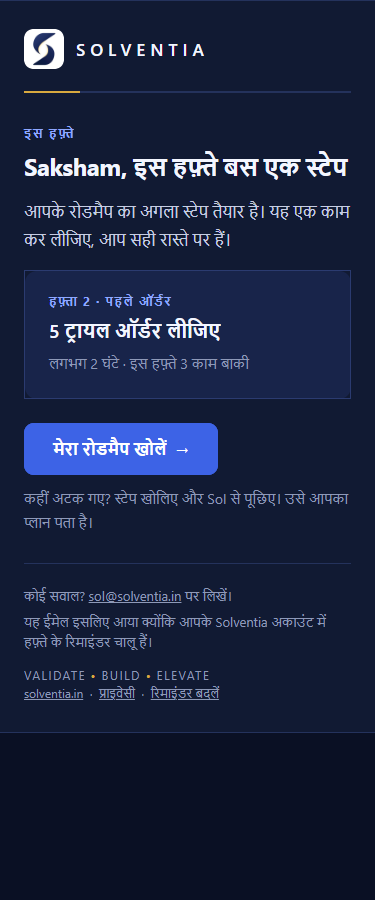 SOLVENTIA
इस हफ़्ते
Saksham, इस हफ़्ते बस एक स्टेप
आपके रोडमैप का अगला स्टेप तैयार है। यह एक काम
कर लीजिए, आप सही रास्ते पर हैं।
हफ़्ता 2 · पहले ऑर्डर
5 ट्रायल ऑर्डर लीजिए
लगभग 2 घंटे · इस हफ़्ते 3 काम बाकी
मेरा रोडमैप खोलें →
कहीं अटक गए? स्टेप खोलिए और Sol से पूछिए। उसे आपका
प्लान पता है।
कोई सवाल? sol@solventia.in पर लिखें।
यह ईमेल इसलिए आया क्योंकि आपके Solventia अकाउंट में
हफ़्ते के रिमाइंडर चालू हैं।
VALIDATE • BUILD • ELEVATE
solventia.in · प्राइवेसी · रिमाइंडर बदलें